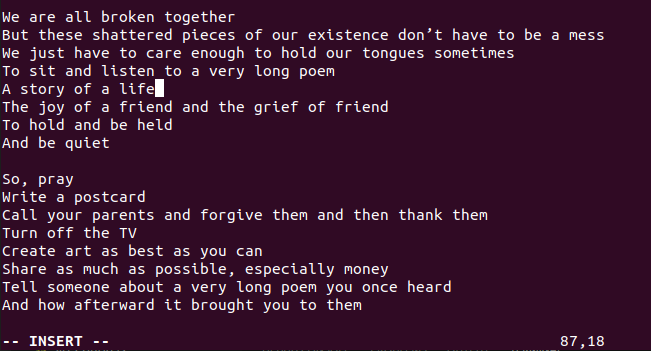 We are all broken together
But these shattered pieces of our existence don’t have to be a mess
We just have to care enough to hold our tongues sometimes
To sit and listen to a very long poem
A story of a life
The joy of a friend and the grief of friend
To hold and be held
And be quiet

So, pray
Write a postcard
Call your parents and forgive them and then thank them
Turn off the TV
Create art as best as you can
Share as much as possible, especially money
Tell someone about a very long poem you once heard
And how afterward it brought you to them

-- INSERT -- 87,18